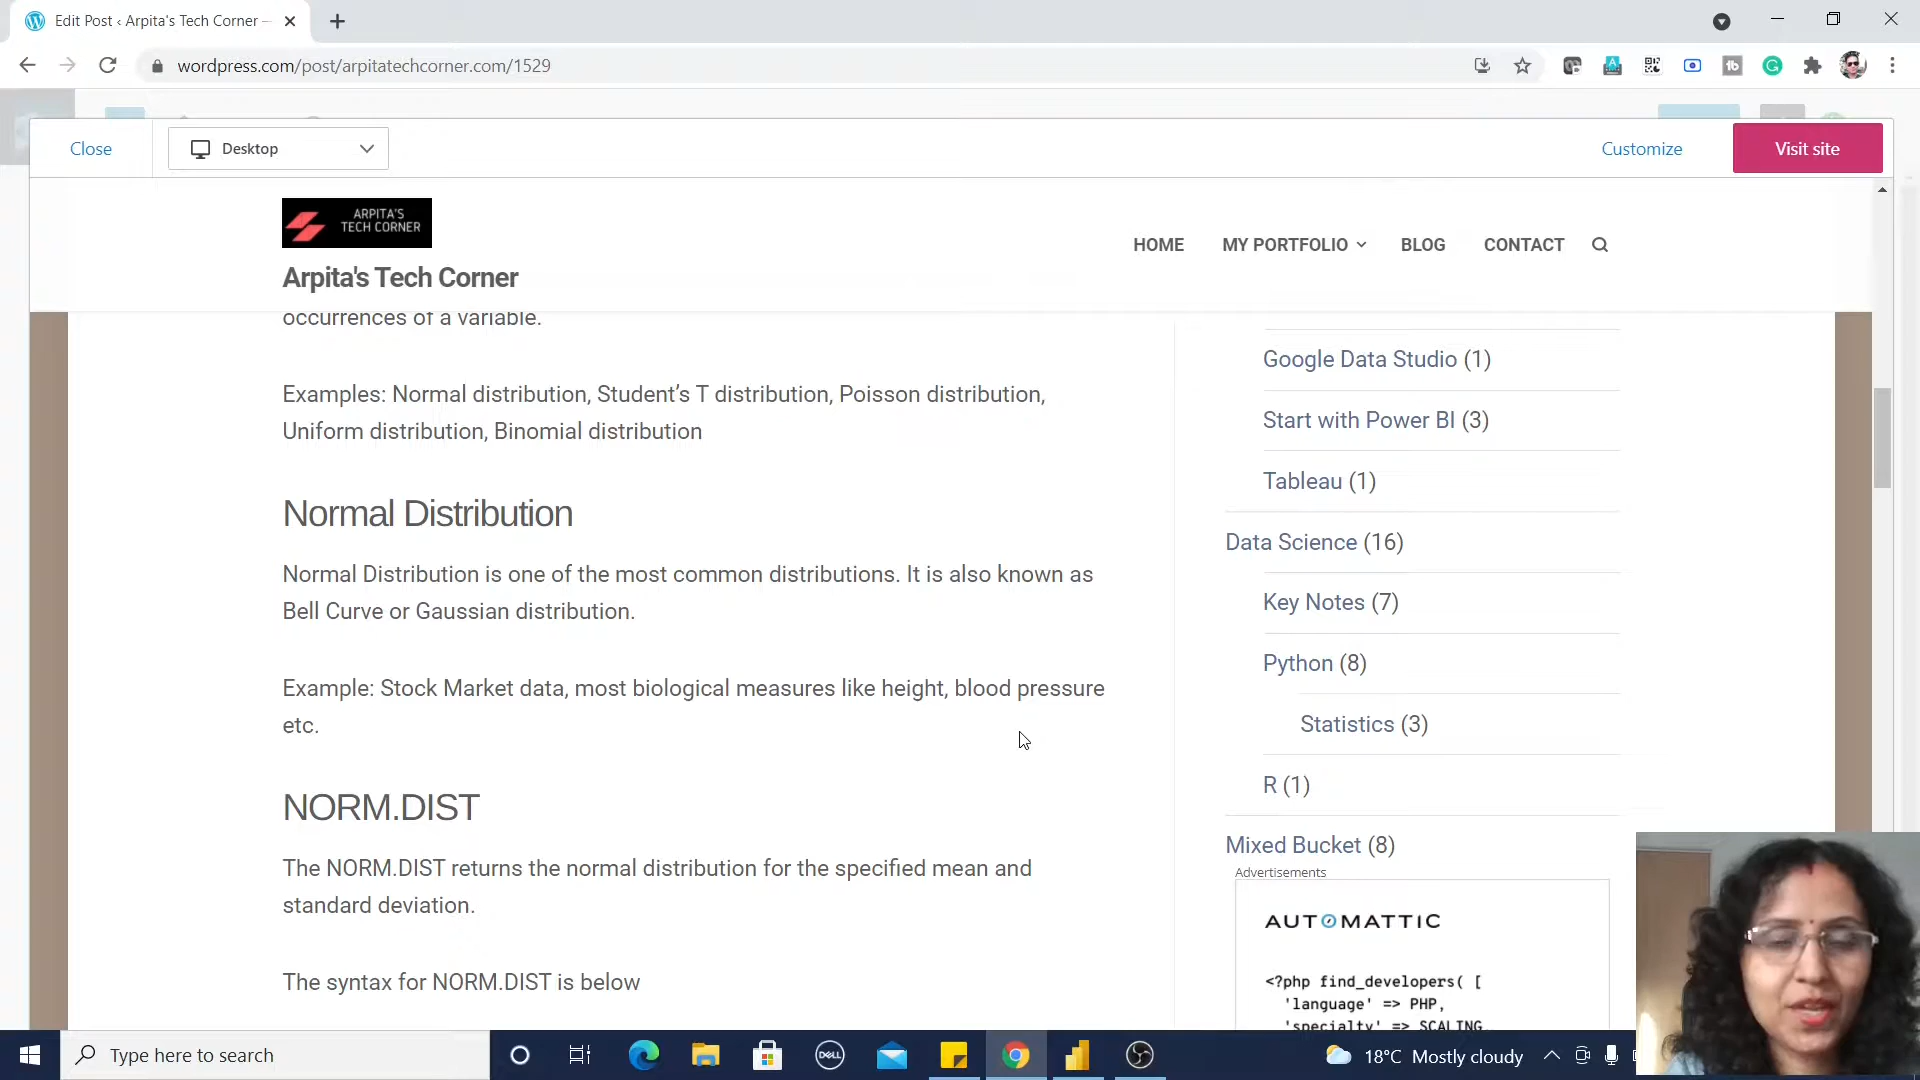 Edit Post ‹ Arpita's Tech Corner –
wordpress.com/post/arpitatechcorner.com/1529
Close
Desktop
Customize
Visit site
ARPITA'S
TECH CORNER
Arpita's Tech Corner
HOME
MY PORTFOLIO
BLOG
CONTACT
occurrences of a variable.
Examples: Normal distribution, Student’s T distribution, Poisson distribution,
Uniform distribution, Binomial distribution
Normal Distribution
Normal Distribution is one of the most common distributions. It is also known as
Bell Curve or Gaussian distribution.
Example: Stock Market data, most biological measures like height, blood pressure
etc.
NORM.DIST
The NORM.DIST returns the normal distribution for the specified mean and
standard deviation.
The syntax for NORM.DIST is below
Google Data Studio (1)
Start with Power BI (3)
Tableau (1)
Data Science (16)
Key Notes (7)
Python (8)
Statistics (3)
R (1)
Mixed Bucket (8)
Advertisements
AUTOMATTIC
<?php find_developers( [
'language' => PHP,
'specialty' => SCALING,
Type here to search
DELL
18°C Mostly cloudy